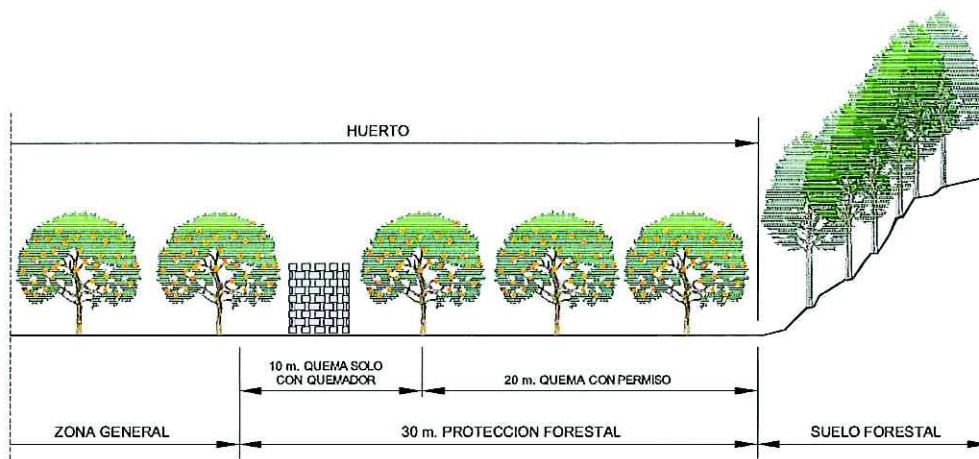 HUERTO
10 m. QUEMA SOLO
CON QUEMADOR
20 m. QUEMA CON PERMISO
ZONA GENERAL
30 m. PROTECCION FORESTAL
SUELO FORESTAL